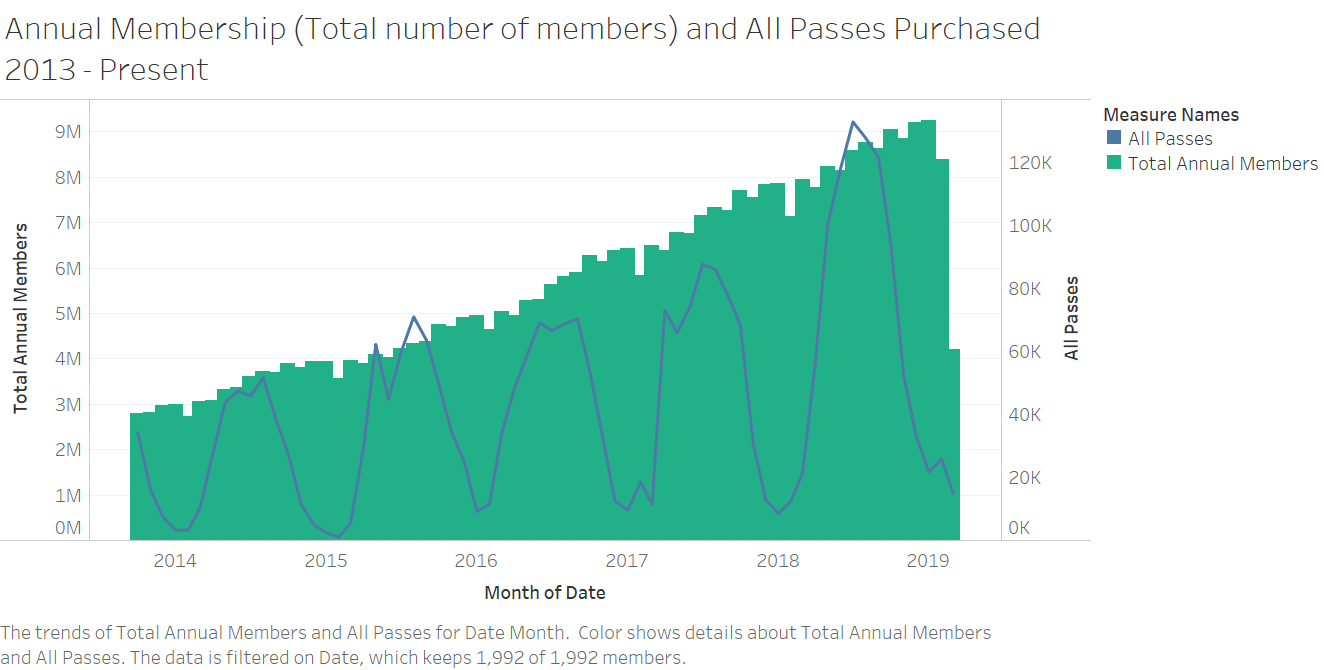 Annual Membership (Total number of members) and All Passes Purchased
2013 - Present
Measure Names
All Passes
Total Annual Members
Total Annual Members
9M
8M
7M
6M
5M
4M
3M
2M
1M
0M
120K
100K
80K
60K
40K
20K
0K
All Passes
2014
2015
2016
2017
2018
2019
Month of Date
The trends of Total Annual Members and All Passes for Date Month.  Color shows details about Total Annual Members
and All Passes. The data is filtered on Date, which keeps 1,992 of 1,992 members.